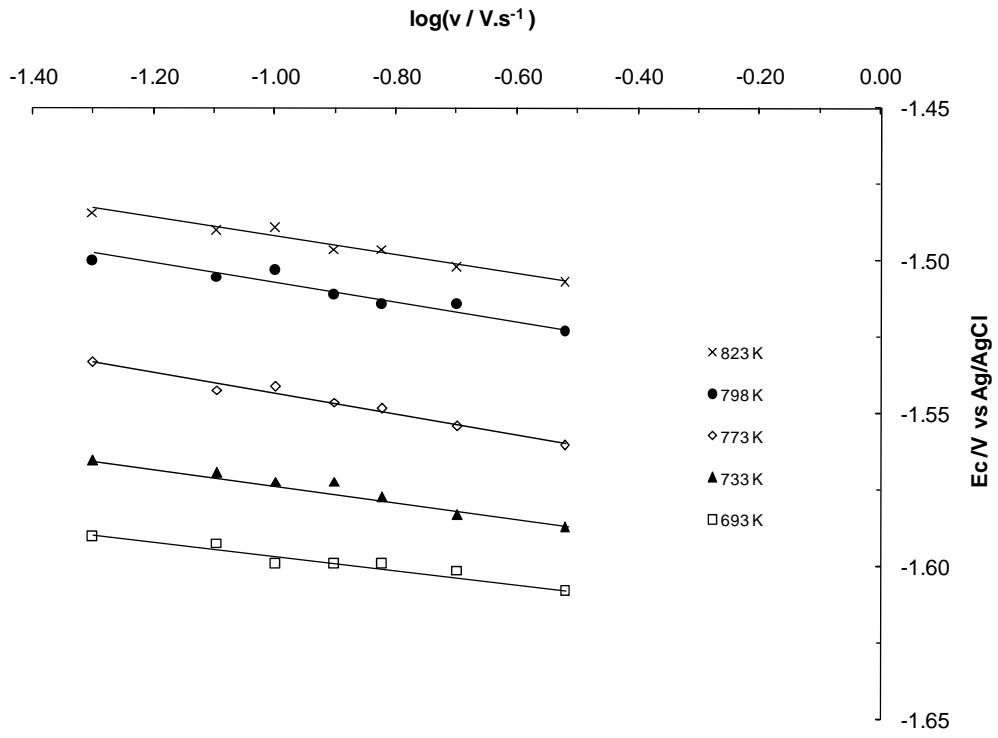 log(v / V.s-1 )
-1.40 -1.20 -1.00 -0.80 -0.60 -0.40 -0.20 0.00
-1.45
-1.50
-1.55
-1.60
-1.65
Ec /V vs Ag/AgCl
823 K
798 K
773 K
733 K
693 K